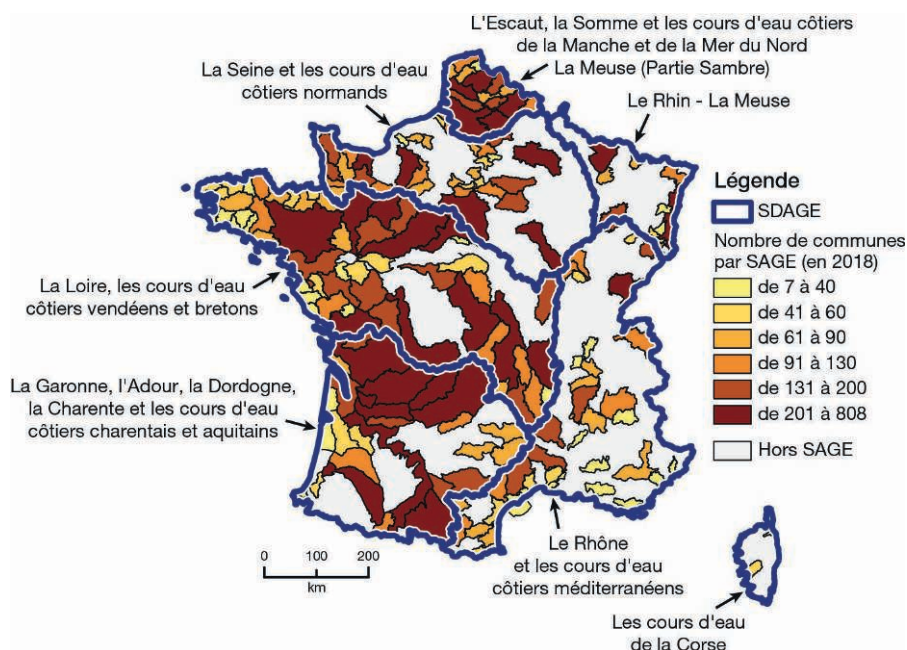 L'Escaut, la Somme et les cours d'eau côtiers
de la Manche et de la Mer du Nord
La Meuse (Partie Sambre)
La Seine et les cours d'eau
côtiers normands
Le Rhin - La Meuse
Légende
SDAGE
Nombre de communes
par SAGE (en 2018)
de 7 à 40
de 41 à 60
de 61 à 90
de 91 à 130
de 131 à 200
de 201 à 808
Hors SAGE
La Loire, les cours d'eau
côtiers vendéens et bretons
La Garonne, l'Adour, la Dordogne,
la Charente et les cours d'eau
côtiers charentais et aquitains
0 100 200
km
Le Rhône
et les cours d'eau
côtiers méditerranéens
Les cours d'eau
de la Corse